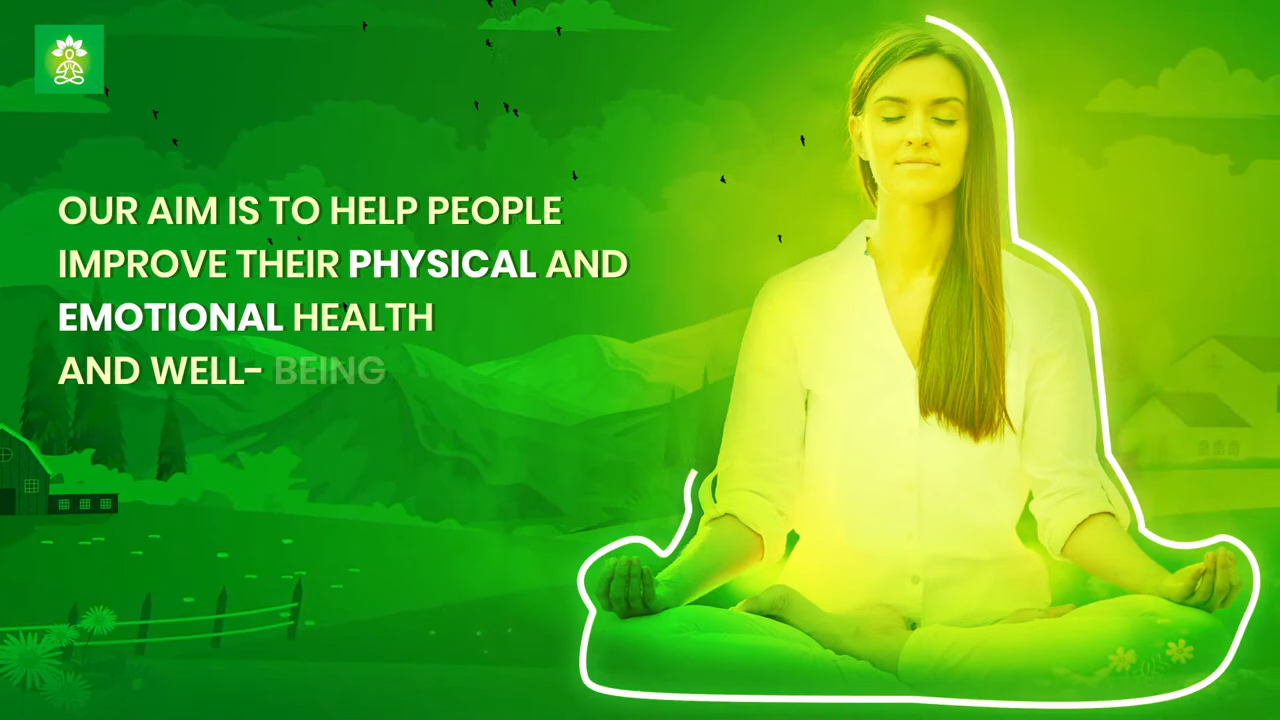 OUR AIM IS TO HELP PEOPLE
IMPROVE THEIR PHYSICAL AND
EMOTIONAL HEALTH
AND WELL- BEING